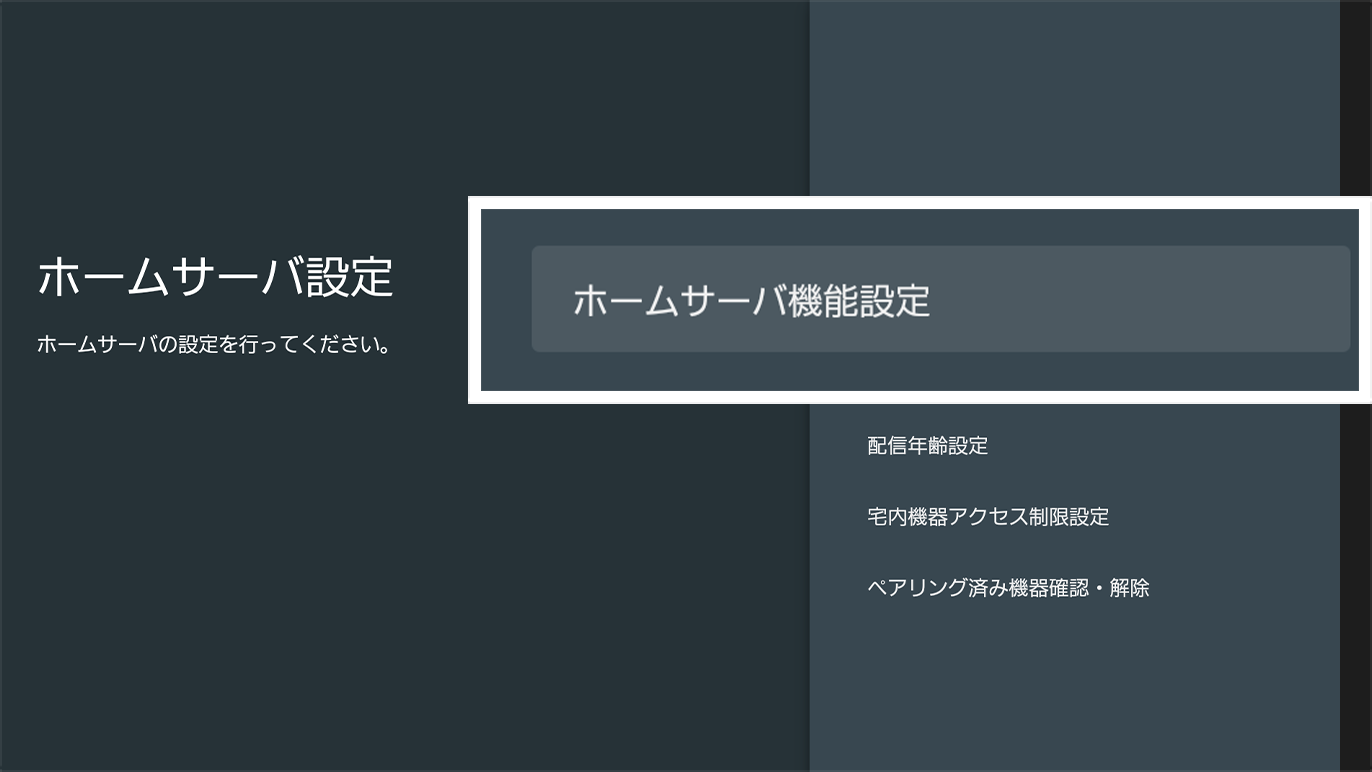 ホームサーバ設定
ホームサーバの設定を行ってください。
ホームサーバ機能設定
配信年齢設定
宅内機器アクセス制限設定
ペアリング済み機器確認・解除